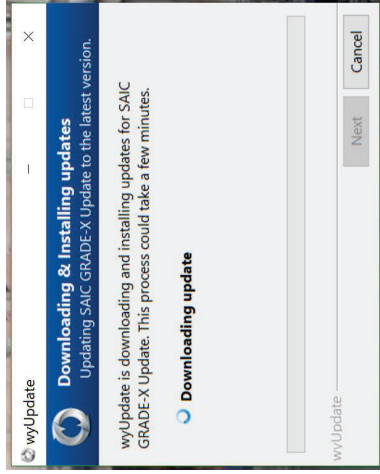 wyUpdate
Downloading & Installing updates
Updating SAIC GRADE-X Update to the latest version.
wyUpdate is downloading and installing updates for SAIC
GRADE-X Update. This process could take a few minutes.
Downloading update
wyUpdate
Next
Cancel